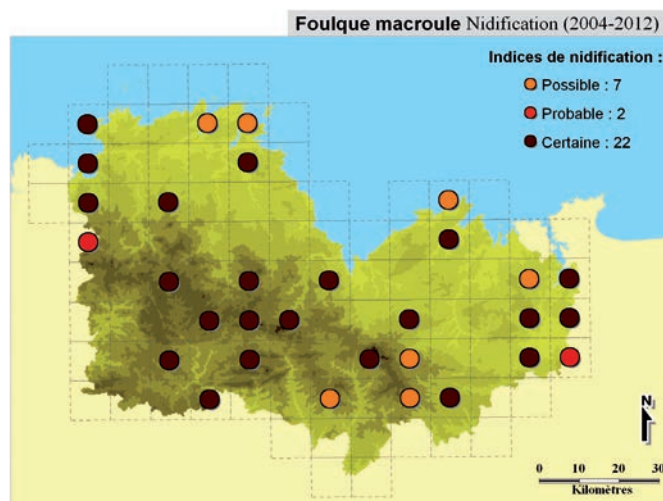 Foulque macroule Nidification (2004-2012)
Indices de nidification :
Possible : 7
Probable : 2
Certaine : 22
N
0 10 20 30
Kilomètres